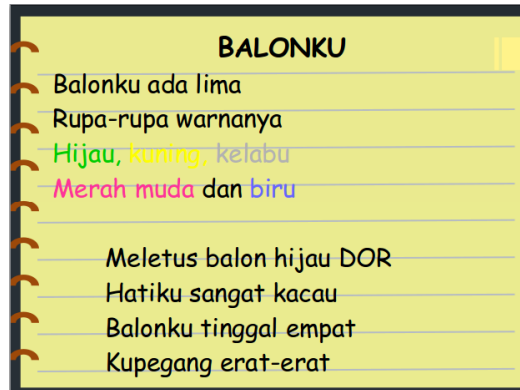 BALONKU
Balonku ada lima
Rupa-rupa warnanya
Hijau, kuning, kelabu
Merah muda dan biru
Meletus balon hijau DOR
Hatiku sangat kacau
Balonku tinggal empat
Kupegang erat-erat